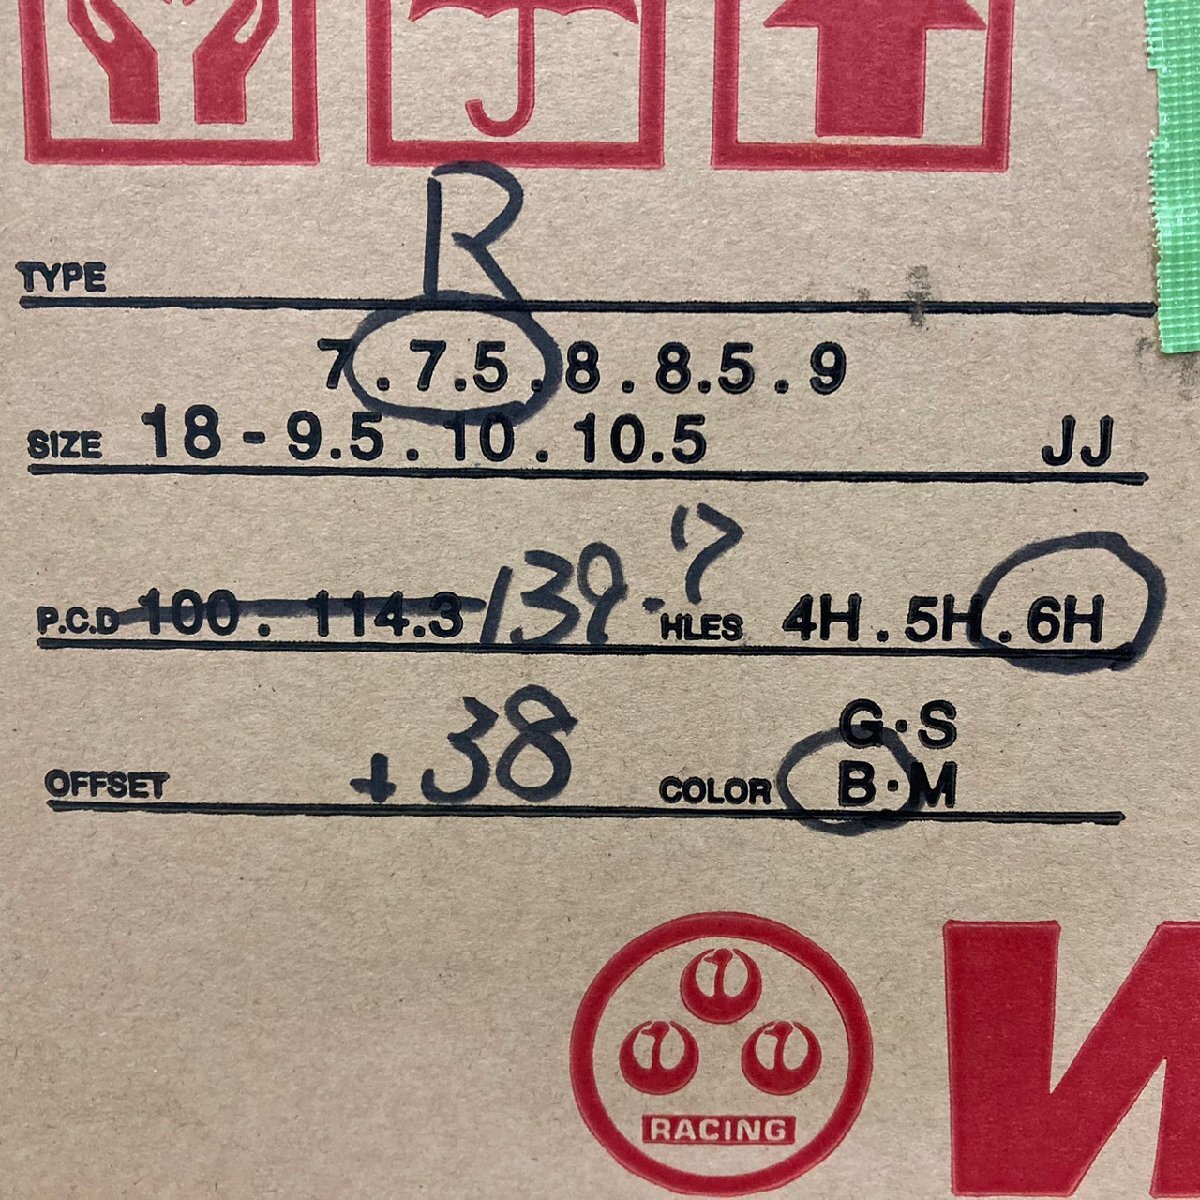 TYPE R
7 . 7.5 . 8 . 8.5 . 9
SIZE 18 - 9.5 . 10 . 10.5 JJ
P.C.D 100 . 114.3 139.7 HLES 4H . 5H . 6H
G · S
OFFSET +38 COLOR B · M
RACING
W